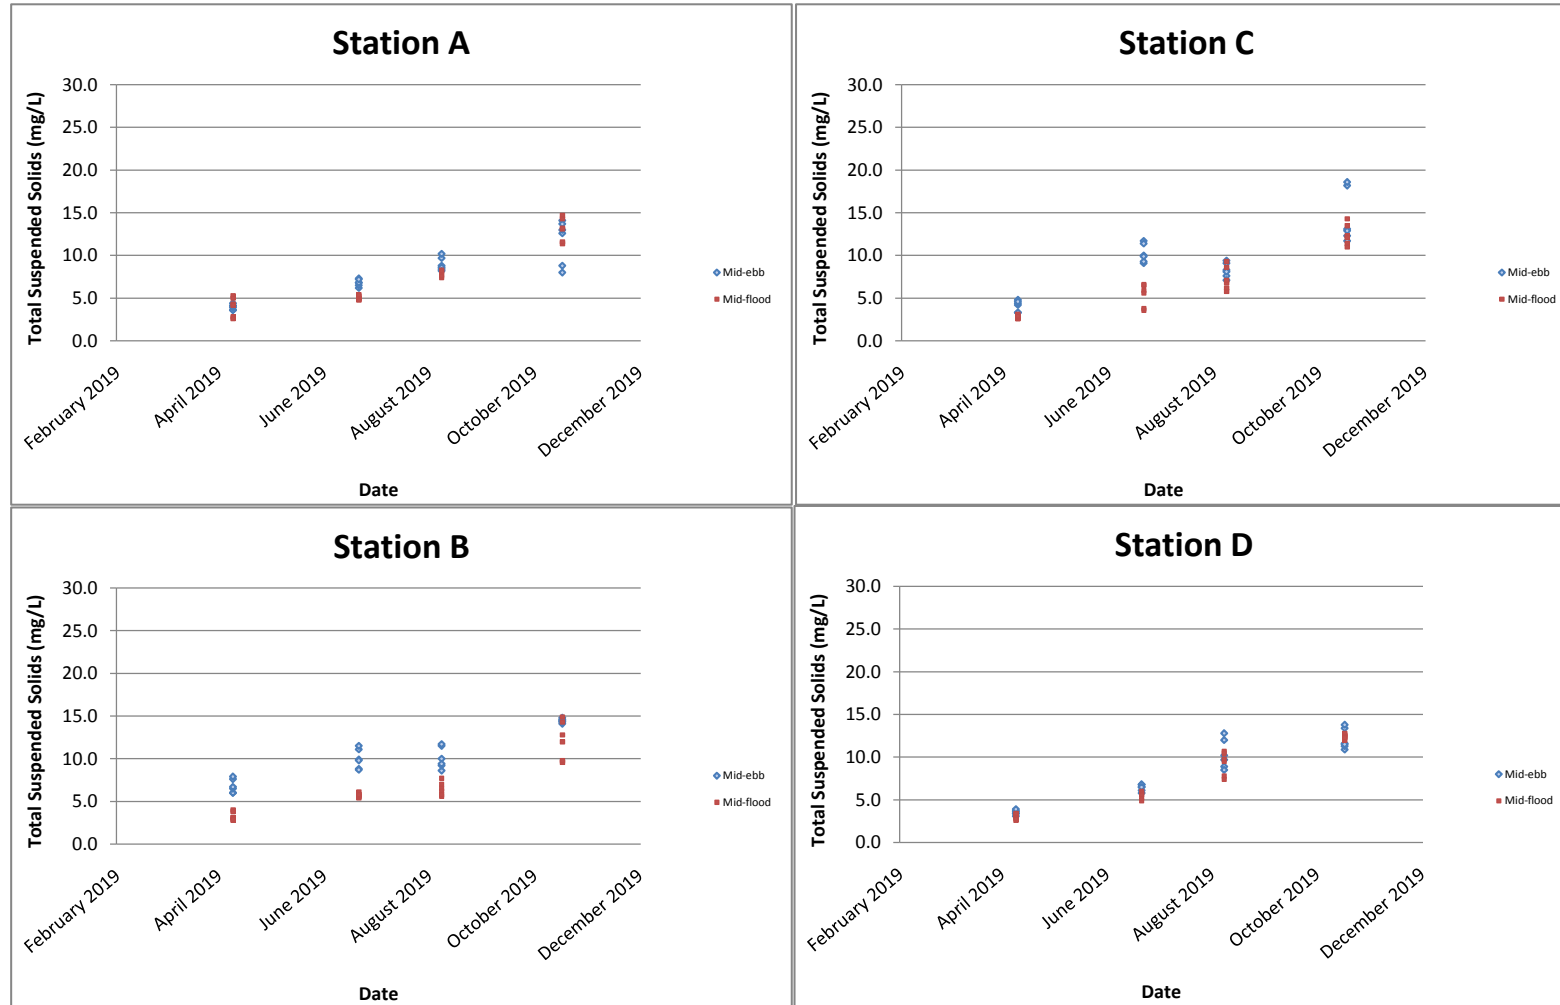 Station A
Total Suspended Solids (mg/L)
30.0
25.0
20.0
15.0
10.0
5.0
0.0
February 2019
April 2019
June 2019
August 2019
October 2019
December 2019
Date
Mid-ebb
Mid-flood
Station C
Total Suspended Solids (mg/L)
30.0
25.0
20.0
15.0
10.0
5.0
0.0
February 2019
April 2019
June 2019
August 2019
October 2019
December 2019
Date
Mid-ebb
Mid-flood
Station B
Total Suspended Solids (mg/L)
30.0
25.0
20.0
15.0
10.0
5.0
0.0
February 2019
April 2019
June 2019
August 2019
October 2019
December 2019
Date
Mid-ebb
Mid-flood
Station D
Total Suspended Solids (mg/L)
30.0
25.0
20.0
15.0
10.0
5.0
0.0
February 2019
April 2019
June 2019
August 2019
October 2019
December 2019
Date
Mid-ebb
Mid-flood